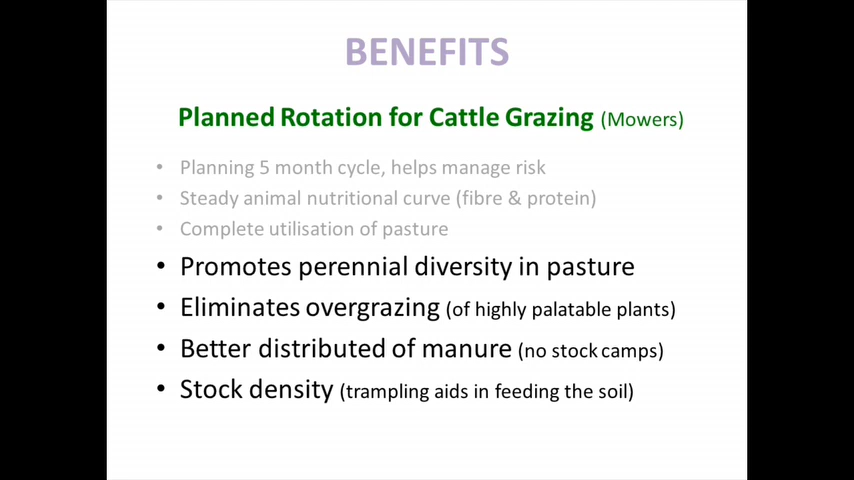 BENEFITS
Planned Rotation for Cattle Grazing (Mowers)
• Planning 5 month cycle, helps manage risk
• Steady animal nutritional curve (fibre & protein)
• Complete utilisation of pasture
• Promotes perennial diversity in pasture
• Eliminates overgrazing (of highly palatable plants)
• Better distributed of manure (no stock camps)
• Stock density (trampling aids in feeding the soil)